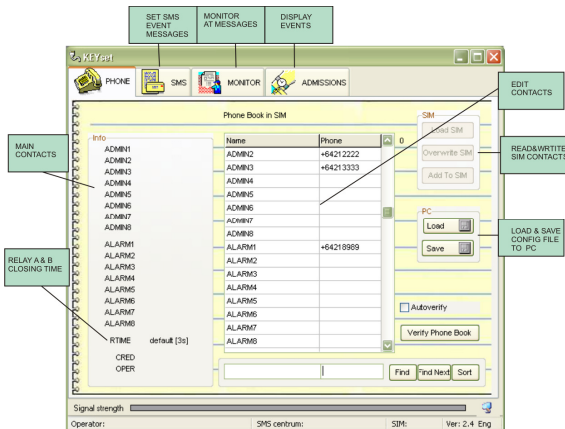 SET SMS
EVENT
MESSAGES
MONITOR
AT MESSAGES
DISPLAY
EVENTS
KEYset
PHONE
SMS
MONITOR
ADMISSIONS
EDIT
CONTACTS
Phone Book in SIM
SIM
Load SIM
Overwrite SIM
Add To SIM
READ&WRTITE
SIM CONTACTS
MAIN
CONTACTS
Info
ADMIN1
ADMIN2
ADMIN3
ADMIN4
ADMIN5
ADMIN6
ADMIN7
ADMIN8
ALARM1
ALARM2
ALARM3
ALARM4
ALARM5
ALARM6
ALARM7
ALARM8
RTIME default [3s]
CRED
OPER
RELAY A & B
CLOSING TIME
Name Phone 0
ADMIN2 +64212222
ADMIN3 +64213333
ADMIN4
ADMIN5
ADMIN6
ADMIN7
ADMIN8
ALARM1 +64218989
ALARM2
ALARM3
ALARM4
ALARM5
ALARM6
ALARM7
ALARM8
PC
Load
Save
LOAD & SAVE
CONFIG FILE
TO PC
Autoverify
Verify Phone Book
Find Find Next Sort
Signal strength
Operator: SMS centrum: SIM: Ver: 2.4 Eng